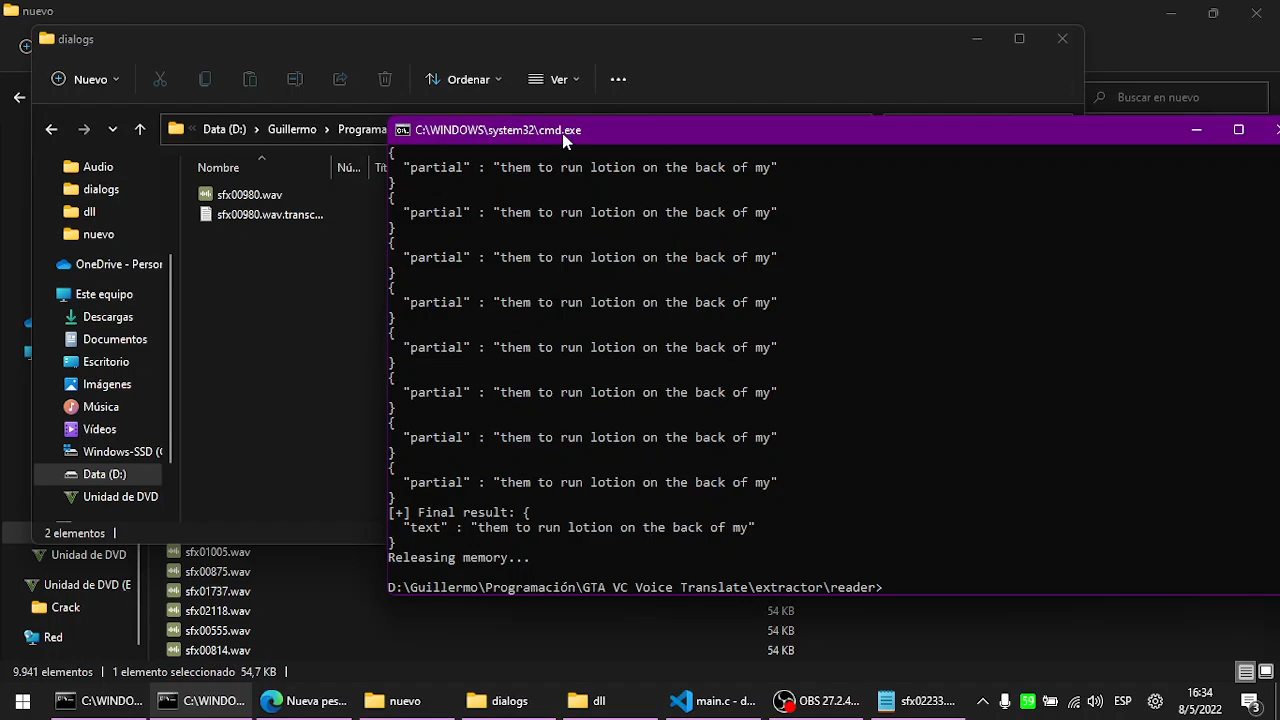 nuevo
dialogs
Nuevo
Ordenar
Ver
Buscar en nuevo
Data (D:)
Guillermo
Programa
C:\WINDOWS\system32\cmd.exe
Audio
dialogs
dll
nuevo
OneDrive - Person
Este equipo
Descargas
Documentos
Escritorio
Imágenes
Música
Vídeos
Windows-SSD (
Data (D:)
Unidad de DVD
Nombre
Nú...
sfx00980.wav
sfx00980.wav.transc...
{
"partial" : "them to run lotion on the back of my"
}
{
"partial" : "them to run lotion on the back of my"
}
{
"partial" : "them to run lotion on the back of my"
}
{
"partial" : "them to run lotion on the back of my"
}
{
"partial" : "them to run lotion on the back of my"
}
{
"partial" : "them to run lotion on the back of my"
}
{
"partial" : "them to run lotion on the back of my"
}
{
"partial" : "them to run lotion on the back of my"
}
[+] Final result: {
"text" : "them to run lotion on the back of my"
}
Releasing memory...
D:\Guillermo\Programación\GTA VC Voice Translate\extractor\reader>
2 elementos
Unidad de DVD
Unidad de DVD (E
Crack
Red
sfx01005.wav
sfx00875.wav
sfx01737.wav
sfx02118.wav 54 KB
sfx00555.wav 54 KB
sfx00814.wav 54 KB
9.941 elementos
1 elemento seleccionado 54,7 KB
C:\WINDO...
C:\WINDO...
Nueva pes...
nuevo
dialogs
dll
main.c - d...
OBS 27.2.4...
sfx02233....
59
ESP
16:34
8/5/2022
3